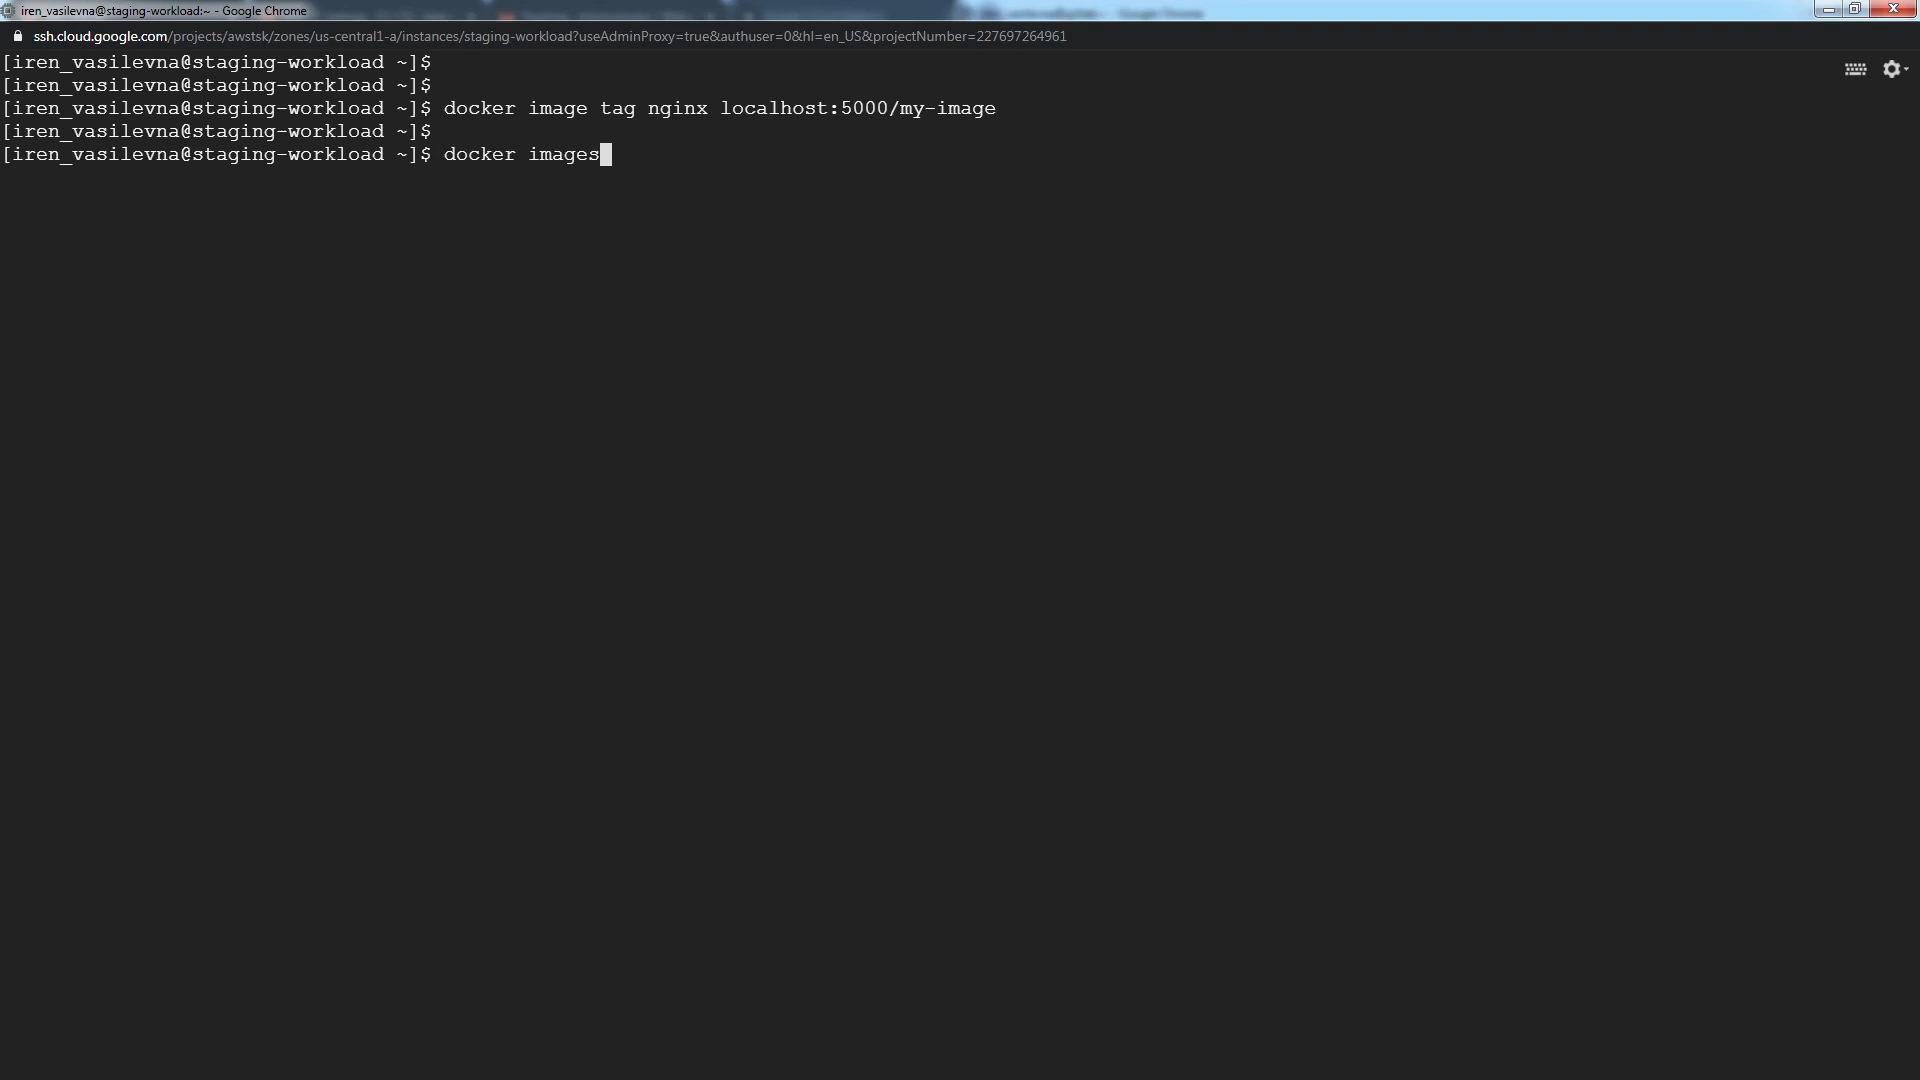 iren_vasilevna@staging-workload:~ - Google Chrome
ssh.cloud.google.com/projects/awstsk/zones/us-central1-a/instances/staging-workload?useAdminProxy=true&authuser=0&hl=en_US&projectNumber=227697264961
[iren_vasilevna@staging-workload ~]$
[iren_vasilevna@staging-workload ~]$
[iren_vasilevna@staging-workload ~]$ docker image tag nginx localhost:5000/my-image
[iren_vasilevna@staging-workload ~]$
[iren_vasilevna@staging-workload ~]$ docker images